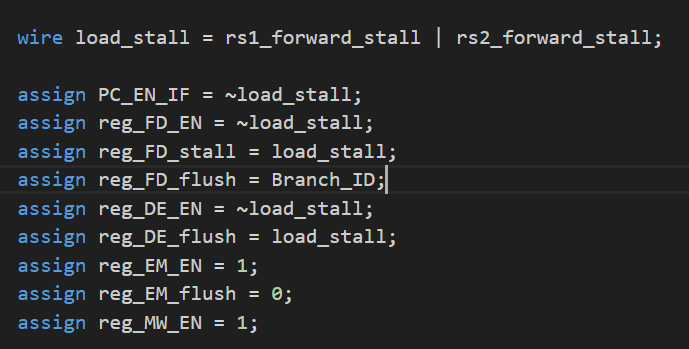 wire load_stall = rs1_forward_stall | rs2_forward_stall;
assign PC_EN_IF = ~load_stall;
assign reg_FD_EN = ~load_stall;
assign reg_FD_stall = load_stall;
assign reg_FD_flush = Branch_ID;
assign reg_DE_EN = ~load_stall;
assign reg_DE_flush = load_stall;
assign reg_EM_EN = 1;
assign reg_EM_flush = 0;
assign reg_MW_EN = 1;